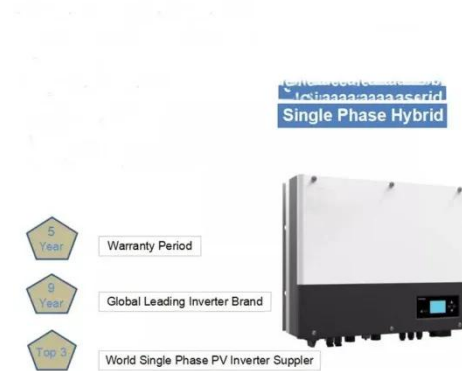 Single Phase Hybrid
5
Year
Warranty Period
9
Year
Global Leading Inverter Brand
Top 3
World Single Phase PV Inverter Suppler